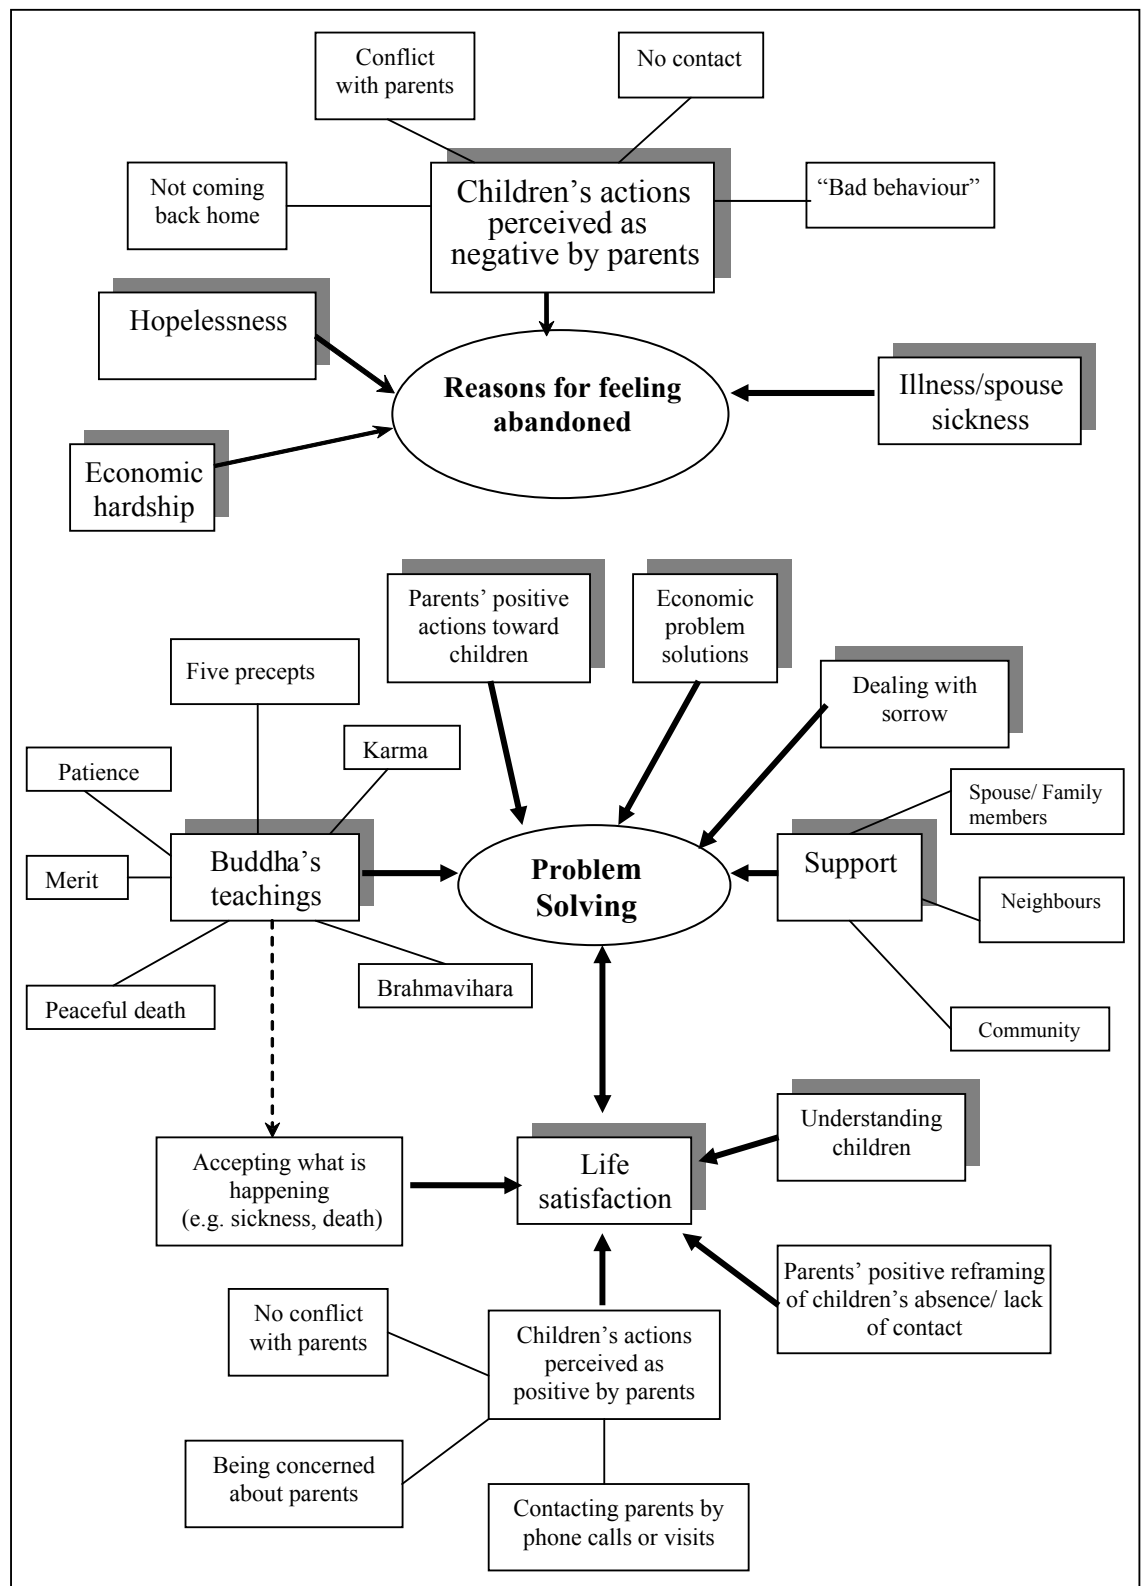 Conflict
with parents
No contact
Not coming
back home
Children’s actions
perceived as
negative by parents
“Bad behaviour”
Hopelessness
Reasons for feeling
abandoned
Illness/spouse
sickness
Economic
hardship
Parents’ positive
actions toward
children
Economic
problem
solutions
Five precepts
Dealing with
sorrow
Karma
Patience
Spouse/ Family
members
Buddha’s
teachings
Problem
Solving
Support
Merit
Neighbours
Peaceful death
Brahmavihara
Community
Understanding
children
Accepting what is
happening
(e.g. sickness, death)
Life
satisfaction
Parents’ positive reframing
of children’s absence/ lack
of contact
No conflict
with parents
Children’s actions
perceived as
positive by parents
Being concerned
about parents
Contacting parents by
phone calls or visits